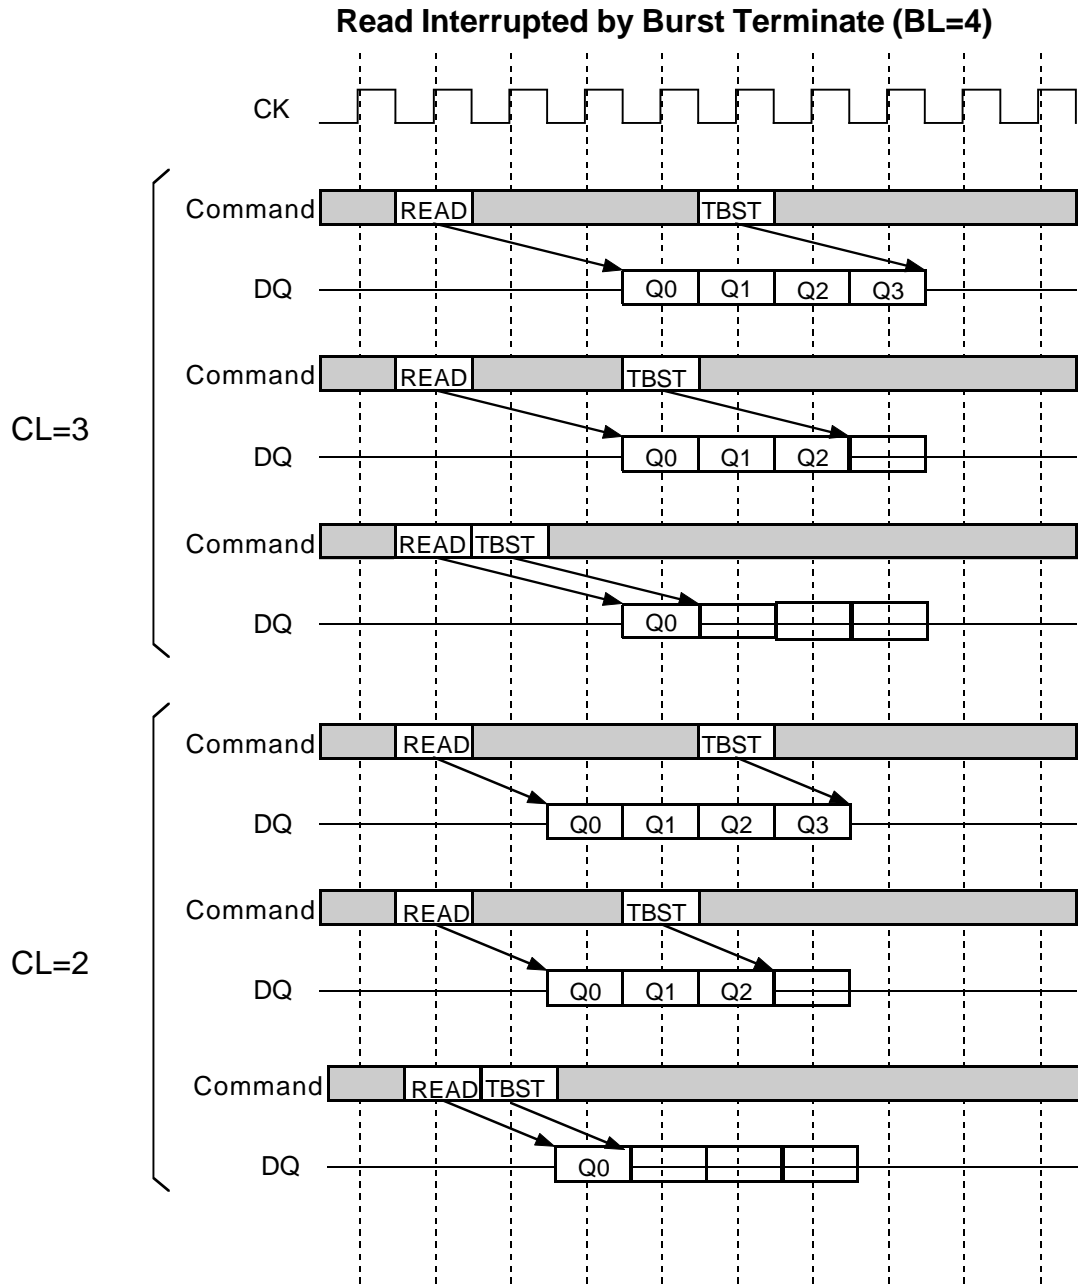 Read Interrupted by Burst Terminate (BL=4)
CK
Command READ TBST
DQ Q0 Q1 Q2 Q3
Command READ TBST
CL=3
DQ Q0 Q1 Q2
Command READ TBST
DQ Q0
Command READ TBST
DQ Q0 Q1 Q2 Q3
Command READ TBST
CL=2
DQ Q0 Q1 Q2
Command READ TBST
DQ Q0